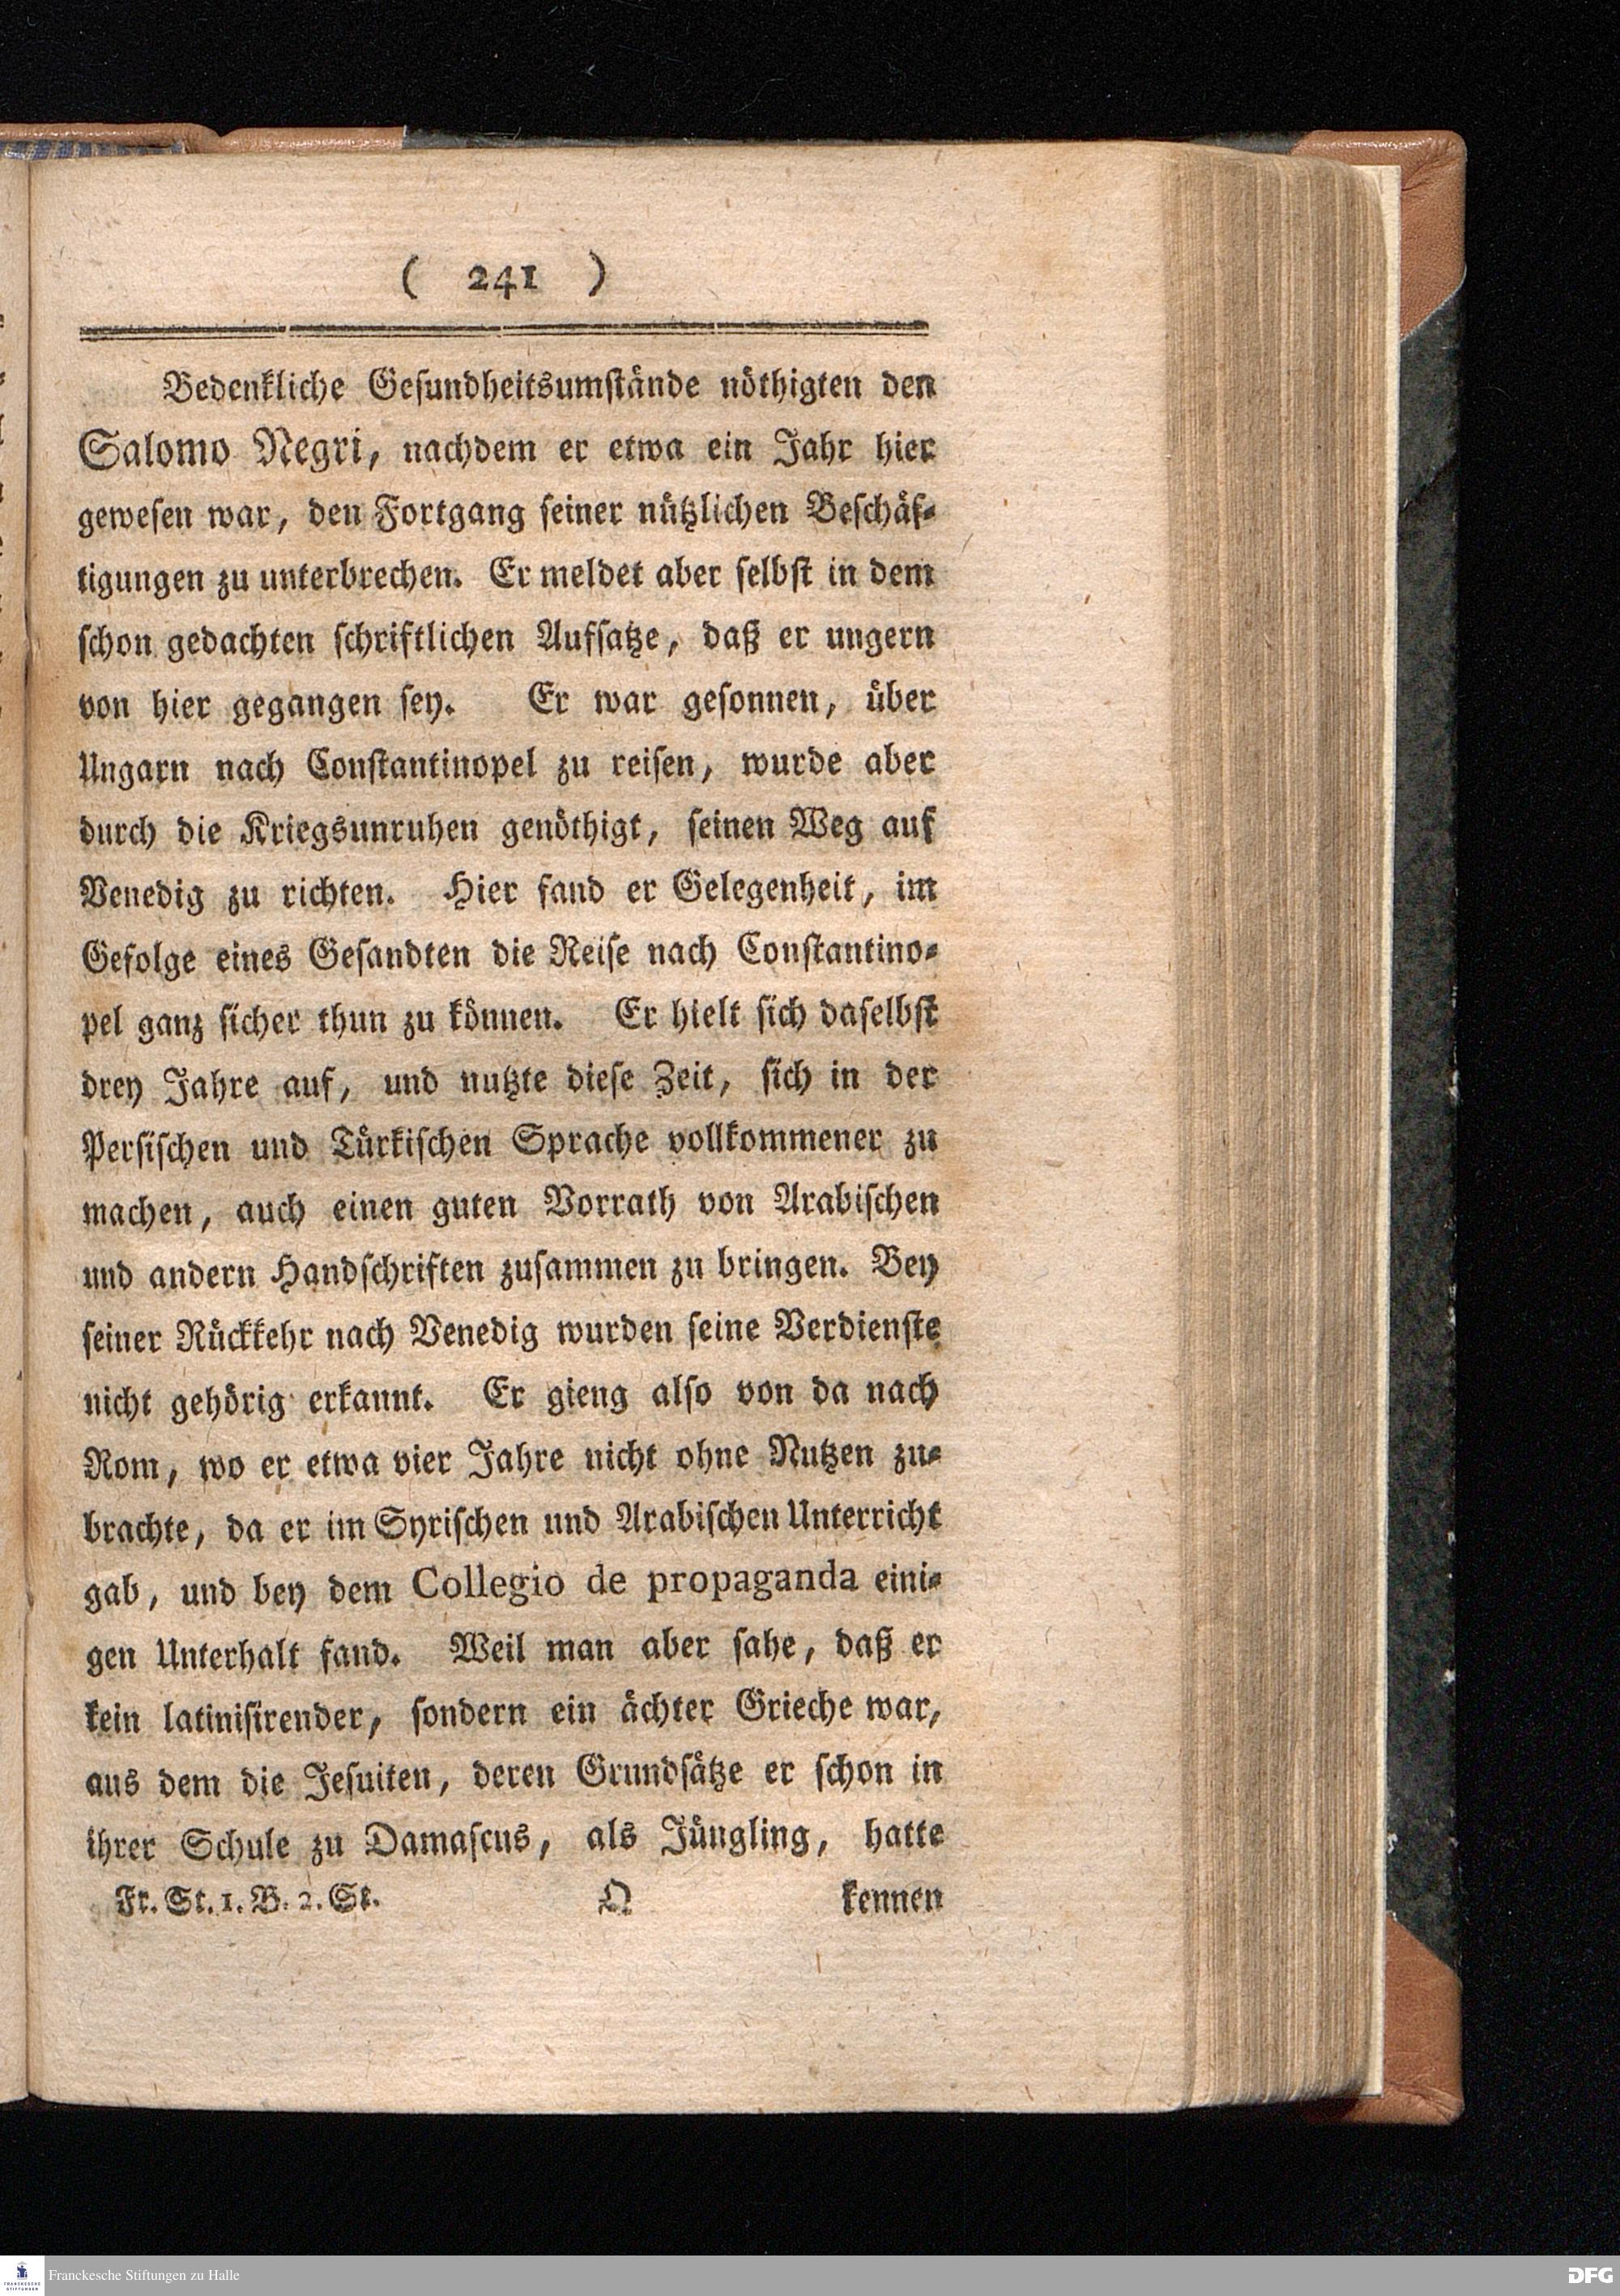 ( 241 )
Bedenkliche Gesundheitsumstände nöthigten den
Salomo Negri, nachdem er etwa ein Jahr hier
gewesen war, den Fortgang seiner nützlichen Beschäf-
tigungen zu unterbrechen. Er meldet aber selbst in dem
schon gedachten schriftlichen Aufsatze, daß er ungern
von hier gegangen sey. Er war gesonnen, über
Ungarn nach Constantinopel zu reisen, wurde aber
durch die Kriegsunruhen genöthigt, seinen Weg auf
Venedig zu richten. Hier fand er Gelegenheit, im
Gefolge eines Gesandten die Reise nach Constantino-
pel ganz sicher thun zu können. Er hielt sich daselbst
drey Jahre auf, und nutzte diese Zeit, sich in der
Persischen und Türkischen Sprache vollkommener zu
machen, auch einen guten Vorrath von Arabischen
und andern Handschriften zusammen zu bringen. Bey
seiner Rückkehr nach Venedig wurden seine Verdienste
nicht gehörig erkannt. Er gieng also von da nach
Rom, wo er etwa vier Jahre nicht ohne Nutzen zu-
brachte, da er im Syrischen und Arabischen Unterricht
gab, und bey dem Collegio de propaganda eini-
gen Unterhalt fand. Weil man aber sahe, daß er
kein latinisirender, sondern ein ächter Grieche war,
aus dem die Jesuiten, deren Grundsätze er schon in
ihrer Schule zu Damascus, als Jüngling, hatte
Fr. St. 1. B. 2. St. Q kennen
FRANCKESCHE STIFTUNGEN
Franckesche Stiftungen zu Halle
DFG